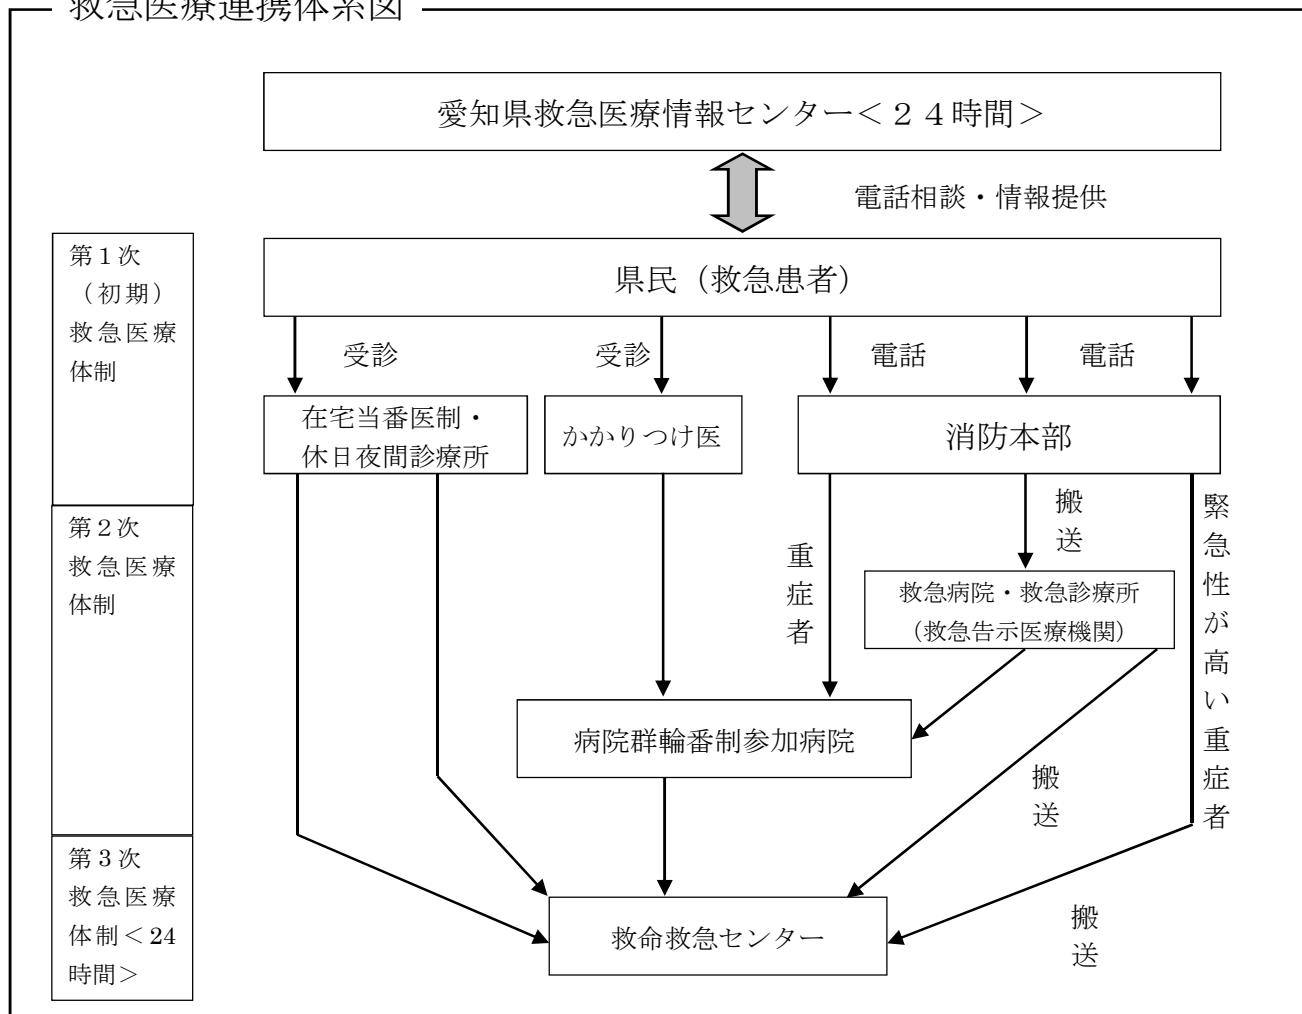 救急医療連携体系図
愛知県救急医療情報センター＜２４時間＞
電話相談・情報提供
第１次
（初期）
救急医療
体制
県民（救急患者）
受診
受診
電話
電話
在宅当番医制・
休日夜間診療所
かかりつけ医
消防本部
第２次
救急医療
体制
重症者
搬送
緊急性が高い重症者
救急病院・救急診療所
（救急告示医療機関）
病院群輪番制参加病院
搬送
第３次
救急医療
体制＜24
時間＞
救命救急センター
搬送